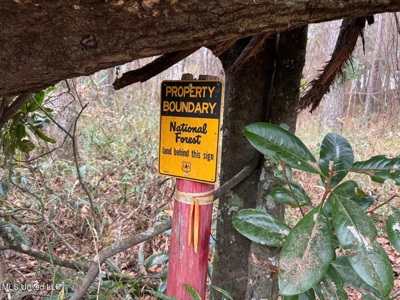 PROPERTY
BOUNDARY
National
Forest
land behind this sign
MLS United LLC